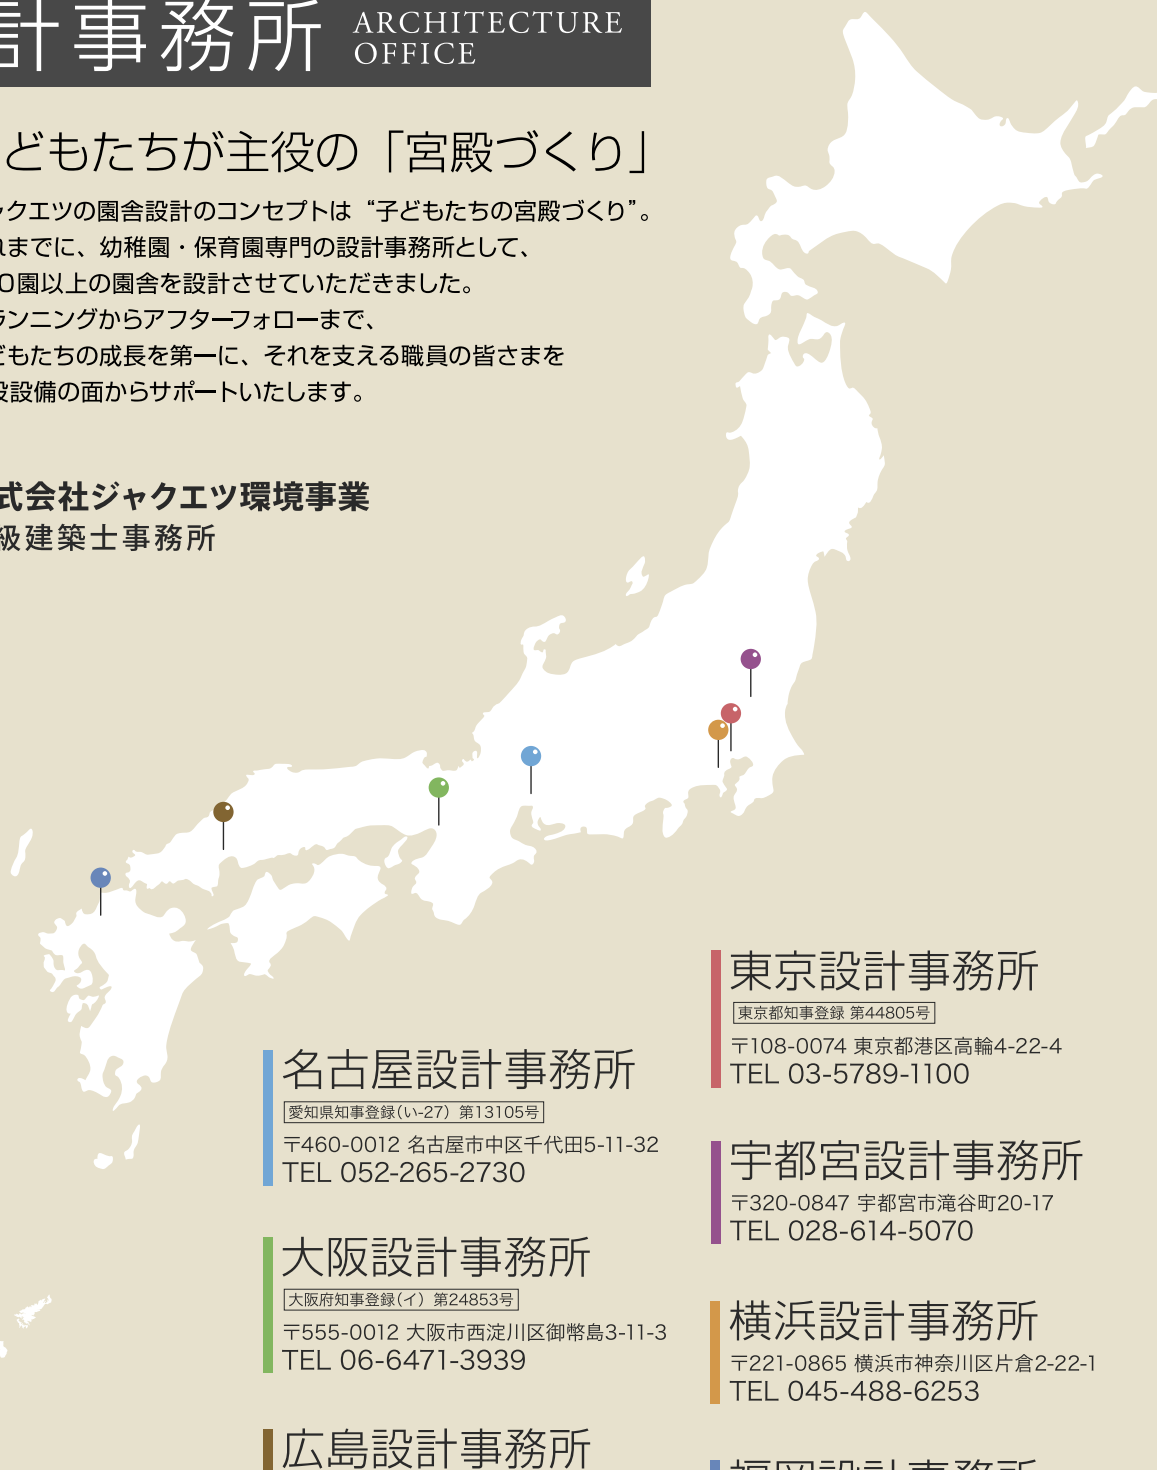 計事務所
ARCHITECTURE
OFFICE
どもたちが主役の「宮殿づくり」
ャクエツの園舎設計のコンセプトは“子どもたちの宮殿づくり”。
れまでに、幼稚園・保育園専門の設計事務所として、
0園以上の園舎を設計させていただきました。
ランニングからアフターフォローまで、
どもたちの成長を第一に、それを支える職員の皆さまを
設設備の面からサポートいたします。
式会社ジャクエツ環境事業
級建築士事務所
東京設計事務所
東京都知事登録 第44805号
〒108-0074 東京都港区高輪4-22-4
TEL 03-5789-1100
名古屋設計事務所
愛知県知事登録(い-27) 第13105号
〒460-0012 名古屋市中区千代田5-11-32
TEL 052-265-2730
宇都宮設計事務所
〒320-0847 宇都宮市滝谷町20-17
TEL 028-614-5070
大阪設計事務所
大阪府知事登録(イ) 第24853号
〒555-0012 大阪市西淀川区御幣島3-11-3
TEL 06-6471-3939
横浜設計事務所
〒221-0865 横浜市神奈川区片倉2-22-1
TEL 045-488-6253
広島設計事務所
福岡設計事務所